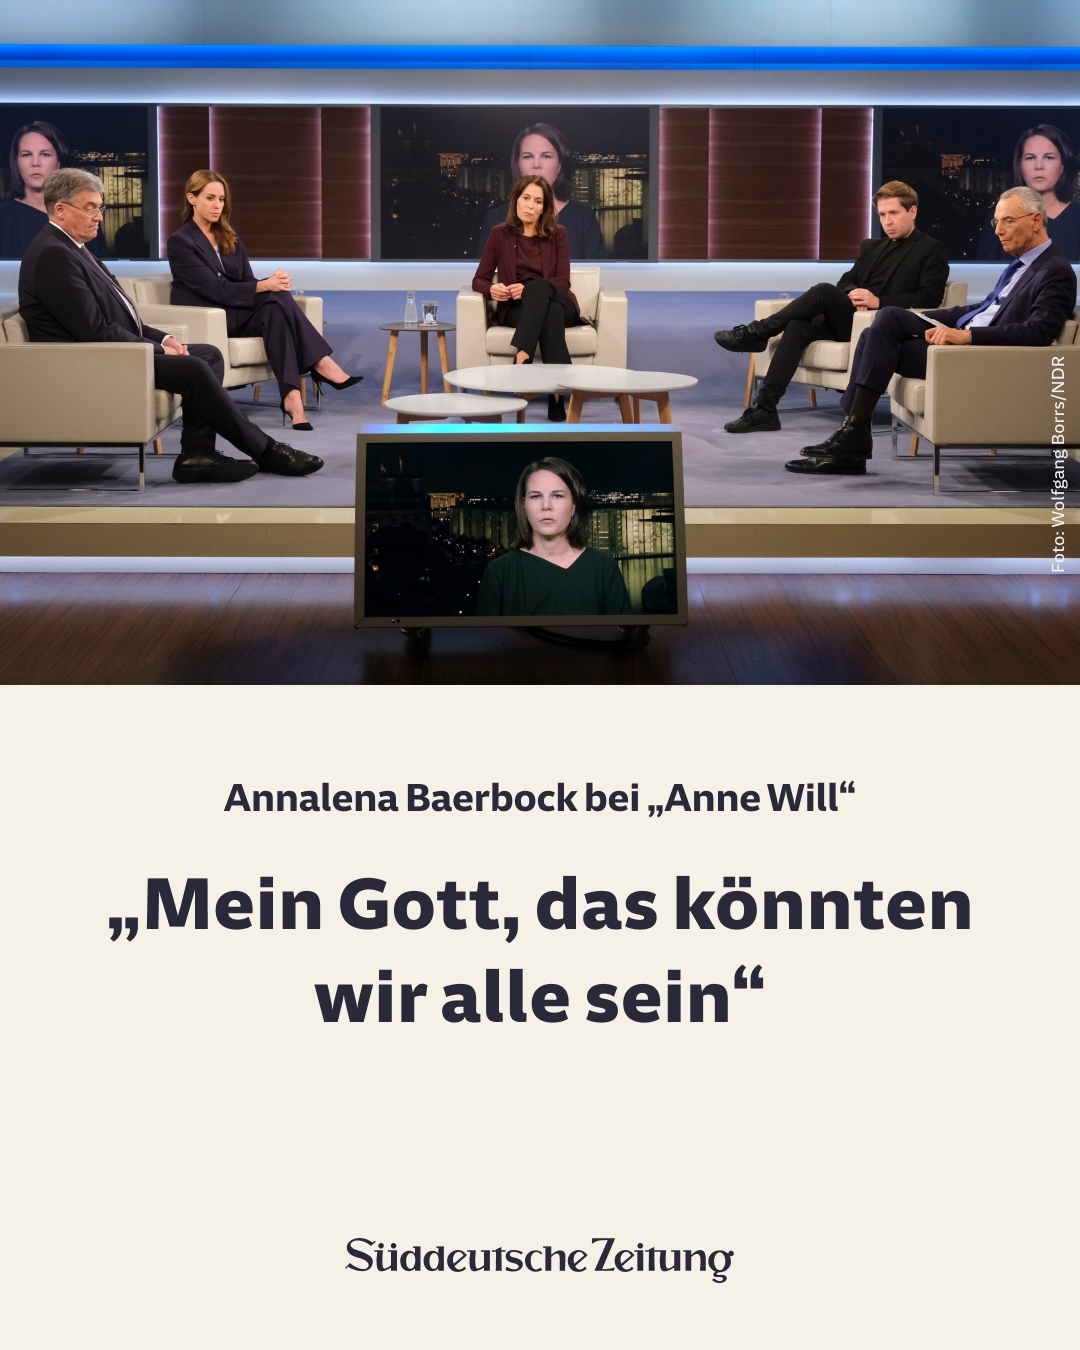 Foto: Wolfgang Borrs/NDR
Annalena Baerbock bei „Anne Will“
„Mein Gott, das könnten
wir alle sein“
Süddeutsche Zeitung